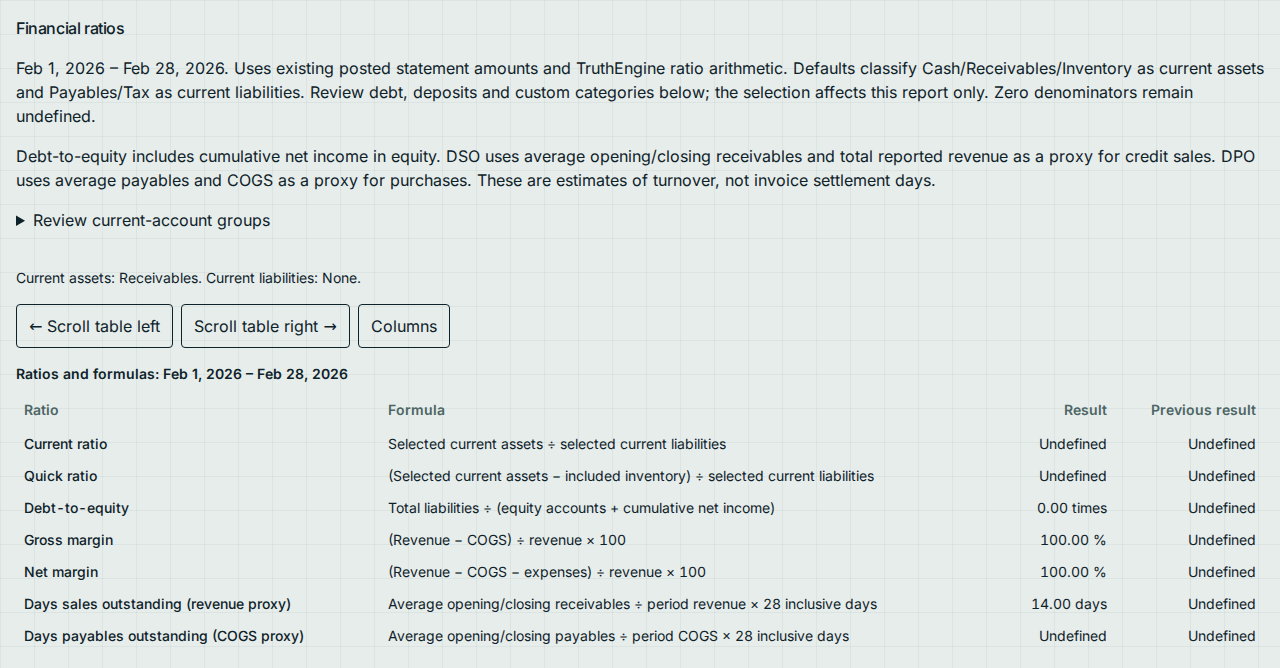 Financial ratios
Feb 1, 2026 – Feb 28, 2026. Uses existing posted statement amounts and TruthEngine ratio arithmetic. Defaults classify Cash/Receivables/Inventory as current assets
and Payables/Tax as current liabilities. Review debt, deposits and custom categories below; the selection affects this report only. Zero denominators remain
undefined.
Debt-to-equity includes cumulative net income in equity. DSO uses average opening/closing receivables and total reported revenue as a proxy for credit sales. DPO
uses average payables and COGS as a proxy for purchases. These are estimates of turnover, not invoice settlement days.
▶ Review current-account groups
Current assets: Receivables. Current liabilities: None.
← Scroll table left Scroll table right → Columns
Ratios and formulas: Feb 1, 2026 – Feb 28, 2026
Ratio Formula Result Previous result
Current ratio Selected current assets ÷ selected current liabilities Undefined Undefined
Quick ratio (Selected current assets − included inventory) ÷ selected current liabilities Undefined Undefined
Debt-to-equity Total liabilities ÷ (equity accounts + cumulative net income) 0.00 times Undefined
Gross margin (Revenue − COGS) ÷ revenue × 100 100.00 % Undefined
Net margin (Revenue − COGS − expenses) ÷ revenue × 100 100.00 % Undefined
Days sales outstanding (revenue proxy) Average opening/closing receivables ÷ period revenue × 28 inclusive days 14.00 days Undefined
Days payables outstanding (COGS proxy) Average opening/closing payables ÷ period COGS × 28 inclusive days Undefined Undefined